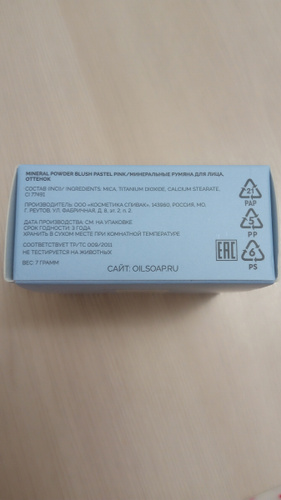 MINERAL POWDER BLUSH PASTEL PINK/МИНЕРАЛЬНЫЕ РУМЯНА ДЛЯ ЛИЦА,
ОТТЕНОК
СОСТАВ (INCI)/ INGREDIENTS: MICA, TITANIUM DIOXIDE, CALCIUM STEARATE,
CI 77491.
ПРОИЗВОДИТЕЛЬ: ООО «КОСМЕТИКА СПИВАК», 143960, РОССИЯ, МО,
Г. РЕУТОВ, УЛ. ФАБРИЧНАЯ, Д. 8, эт. 2, п. 2
ДАТА ПРОИЗВОДСТВА: СМ. НА УПАКОВКЕ
СРОК ГОДНОСТИ: 3 ГОДА
ХРАНИТЬ В СУХОМ МЕСТЕ ПРИ КОМНАТНОЙ ТЕМПЕРАТУРЕ
СООТВЕТСТВУЕТ ТР/ТС 009/2011
НЕ ТЕСТИРУЕТСЯ НА ЖИВОТНЫХ
ВЕС: 7 ГРАММ
САЙТ: OILSOAP.RU
21
PAP
5
PP
EAC
6
PS